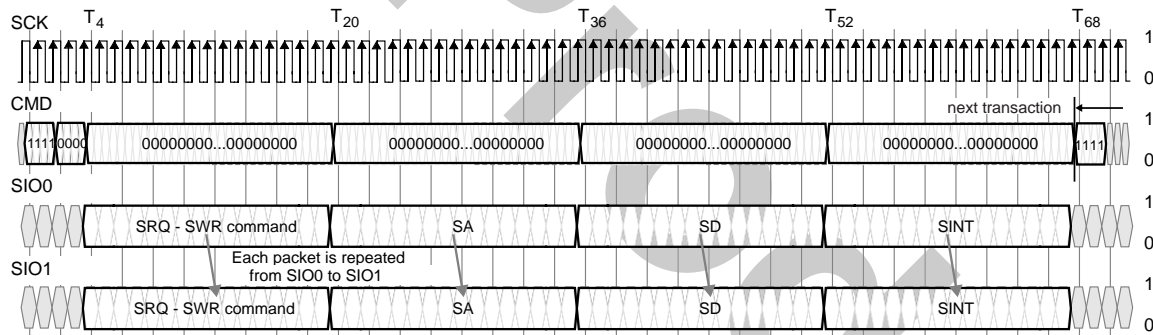 SCK T4 T20 T36 T52 T68
1
0
CMD
next transaction
1
1111 0000 00000000...00000000 00000000...00000000 00000000...00000000 00000000...00000000 1111
0
SIO0
1
SRQ - SWR command SA SD SINT
0
Each packet is repeated
from SIO0 to SIO1
SIO1
1
SRQ - SWR command SA SD SINT
0